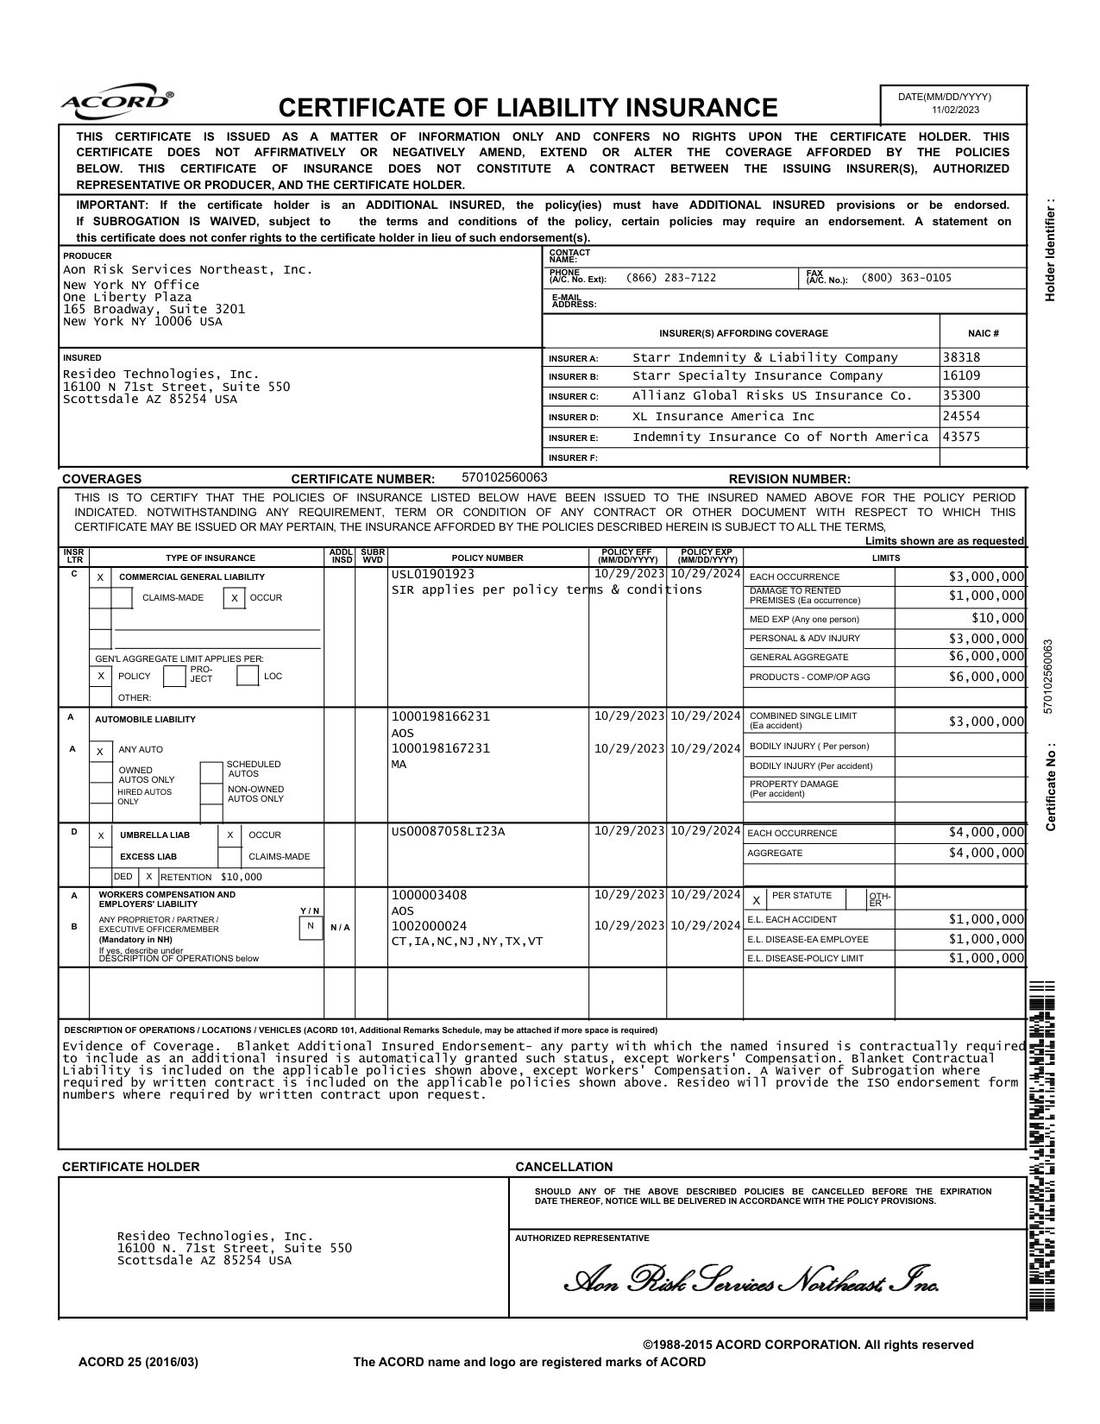 ACORD®
CERTIFICATE OF LIABILITY INSURANCE
DATE(MM/DD/YYYY)
11/02/2023
THIS CERTIFICATE IS ISSUED AS A MATTER OF INFORMATION ONLY AND CONFERS NO RIGHTS UPON THE CERTIFICATE HOLDER. THIS
CERTIFICATE DOES NOT AFFIRMATIVELY OR NEGATIVELY AMEND, EXTEND OR ALTER THE COVERAGE AFFORDED BY THE POLICIES
BELOW. THIS CERTIFICATE OF INSURANCE DOES NOT CONSTITUTE A CONTRACT BETWEEN THE ISSUING INSURER(S), AUTHORIZED
REPRESENTATIVE OR PRODUCER, AND THE CERTIFICATE HOLDER.
IMPORTANT: If the certificate holder is an ADDITIONAL INSURED, the policy(ies) must have ADDITIONAL INSURED provisions or be endorsed.
If SUBROGATION IS WAIVED, subject to the terms and conditions of the policy, certain policies may require an endorsement. A statement on
this certificate does not confer rights to the certificate holder in lieu of such endorsement(s).
PRODUCER
Aon Risk Services Northeast, Inc.
New York NY Office
One Liberty Plaza
165 Broadway, Suite 3201
New York NY 10006 USA
CONTACT
NAME:
PHONE
(A/C. No. Ext): (866) 283-7122
FAX
(A/C. No.): (800) 363-0105
E-MAIL
ADDRESS:
INSURER(S) AFFORDING COVERAGE NAIC #
INSURED
Resideo Technologies, Inc.
16100 N 71st Street, Suite 550
Scottsdale AZ 85254 USA
INSURER A: Starr Indemnity & Liability Company 38318
INSURER B: Starr Specialty Insurance Company 16109
INSURER C: Allianz Global Risks US Insurance Co. 35300
INSURER D: XL Insurance America Inc 24554
INSURER E: Indemnity Insurance Co of North America 43575
INSURER F:
Holder Identifier :
COVERAGES CERTIFICATE NUMBER: 570102560063 REVISION NUMBER:
THIS IS TO CERTIFY THAT THE POLICIES OF INSURANCE LISTED BELOW HAVE BEEN ISSUED TO THE INSURED NAMED ABOVE FOR THE POLICY PERIOD
INDICATED. NOTWITHSTANDING ANY REQUIREMENT, TERM OR CONDITION OF ANY CONTRACT OR OTHER DOCUMENT WITH RESPECT TO WHICH THIS
CERTIFICATE MAY BE ISSUED OR MAY PERTAIN, THE INSURANCE AFFORDED BY THE POLICIES DESCRIBED HEREIN IS SUBJECT TO ALL THE TERMS,
Limits shown are as requested
INSR
LTR
TYPE OF INSURANCE
ADDL
INSD
SUBR
WVD
POLICY NUMBER
POLICY EFF
(MM/DD/YYYY)
POLICY EXP
(MM/DD/YYYY)
LIMITS
C
X COMMERCIAL GENERAL LIABILITY
CLAIMS-MADE X OCCUR
GEN'L AGGREGATE LIMIT APPLIES PER:
X POLICY PRO-
JECT LOC
OTHER:
USL01901923 10/29/2023 10/29/2024
SIR applies per policy terms & conditions
EACH OCCURRENCE $3,000,000
DAMAGE TO RENTED
PREMISES (Ea occurrence) $1,000,000
MED EXP (Any one person) $10,000
PERSONAL & ADV INJURY $3,000,000
GENERAL AGGREGATE $6,000,000
PRODUCTS - COMP/OP AGG $6,000,000
A AUTOMOBILE LIABILITY
A X ANY AUTO
OWNED
AUTOS ONLY
SCHEDULED
AUTOS
HIRED AUTOS
ONLY
NON-OWNED
AUTOS ONLY
1000198166231 10/29/2023 10/29/2024
AOS
1000198167231 10/29/2023 10/29/2024
MA
COMBINED SINGLE LIMIT
(Ea accident) $3,000,000
BODILY INJURY ( Per person)
BODILY INJURY (Per accident)
PROPERTY DAMAGE
(Per accident)
D X UMBRELLA LIAB X OCCUR
EXCESS LIAB CLAIMS-MADE
DED X RETENTION $10,000
US00087058LI23A 10/29/2023 10/29/2024
EACH OCCURRENCE $4,000,000
AGGREGATE $4,000,000
A WORKERS COMPENSATION AND
EMPLOYERS' LIABILITY
Y / N
B ANY PROPRIETOR / PARTNER /
EXECUTIVE OFFICER/MEMBER N N / A
(Mandatory in NH)
If yes, describe under
DESCRIPTION OF OPERATIONS below
1000003408 10/29/2023 10/29/2024
AOS
1002000024 10/29/2023 10/29/2024
CT,IA,NC,NJ,NY,TX,VT
X PER STATUTE OTH-
ER
E.L. EACH ACCIDENT $1,000,000
E.L. DISEASE-EA EMPLOYEE $1,000,000
E.L. DISEASE-POLICY LIMIT $1,000,000
Certificate No : 570102560063
DESCRIPTION OF OPERATIONS / LOCATIONS / VEHICLES (ACORD 101, Additional Remarks Schedule, may be attached if more space is required)
Evidence of Coverage. Blanket Additional Insured Endorsement- any party with which the named insured is contractually required
to include as an additional insured is automatically granted such status, except Workers' Compensation. Blanket Contractual
Liability is included on the applicable policies shown above, except Workers' Compensation. A Waiver of Subrogation where
required by written contract is included on the applicable policies shown above. Resideo will provide the ISO endorsement form
numbers where required by written contract upon request.
CERTIFICATE HOLDER
Resideo Technologies, Inc.
16100 N. 71st Street, Suite 550
Scottsdale AZ 85254 USA
CANCELLATION
SHOULD ANY OF THE ABOVE DESCRIBED POLICIES BE CANCELLED BEFORE THE EXPIRATION
DATE THEREOF, NOTICE WILL BE DELIVERED IN ACCORDANCE WITH THE POLICY PROVISIONS.
AUTHORIZED REPRESENTATIVE
Aon Risk Services Northeast, Inc.
©1988-2015 ACORD CORPORATION. All rights reserved
ACORD 25 (2016/03) The ACORD name and logo are registered marks of ACORD